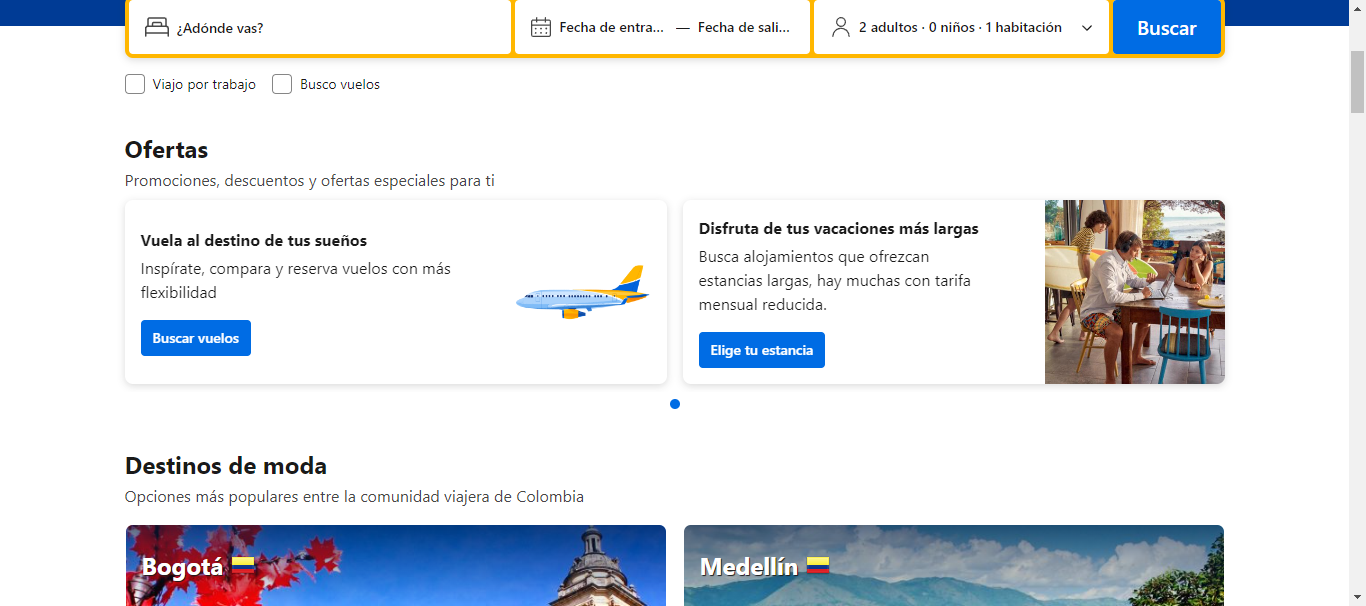 ¿Adónde vas?
Fecha de entra... — Fecha de sali...
2 adultos · 0 niños · 1 habitación
Buscar
Viajo por trabajo
Busco vuelos
Ofertas
Promociones, descuentos y ofertas especiales para ti
Vuela al destino de tus sueños
Inspírate, compara y reserva vuelos con más
flexibilidad
Buscar vuelos
Disfruta de tus vacaciones más largas
Busca alojamientos que ofrezcan
estancias largas, hay muchas con tarifa
mensual reducida.
Elige tu estancia
Destinos de moda
Opciones más populares entre la comunidad viajera de Colombia
Bogotá
Medellín